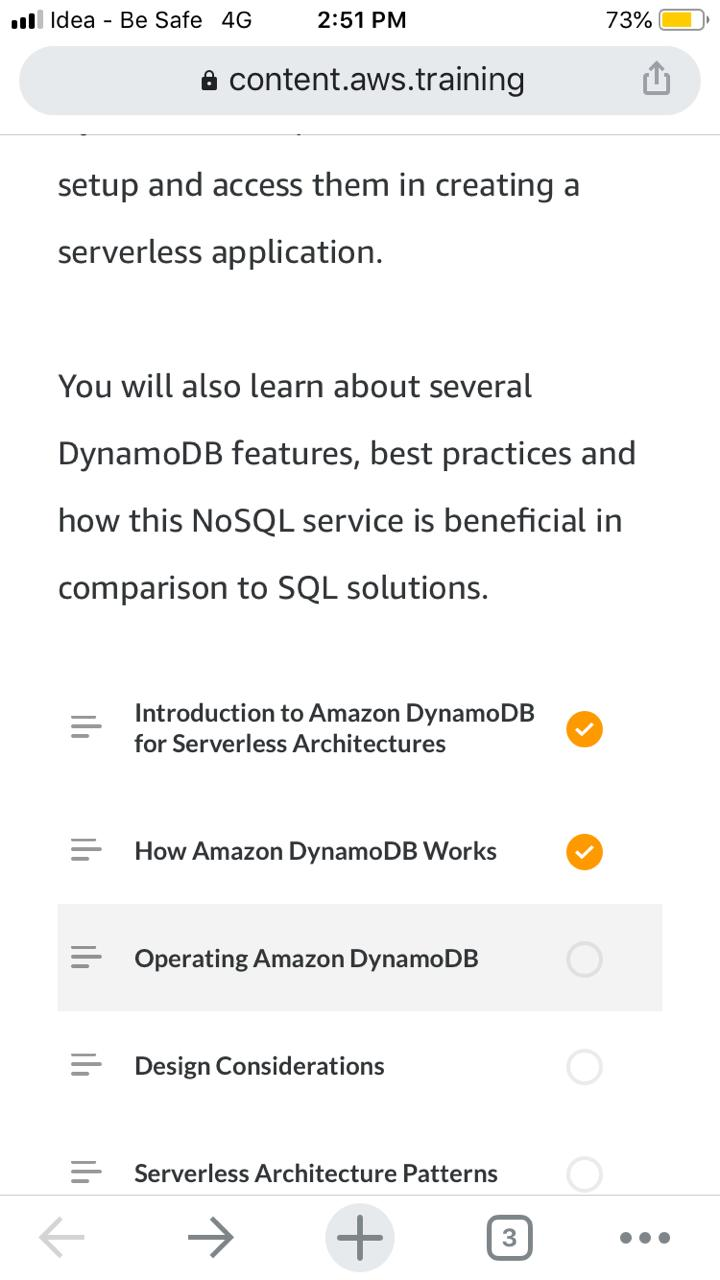 Idea - Be Safe 4G 2:51 PM 73%
content.aws.training
setup and access them in creating a
serverless application.
You will also learn about several
DynamoDB features, best practices and
how this NoSQL service is beneficial in
comparison to SQL solutions.
Introduction to Amazon DynamoDB
for Serverless Architectures
How Amazon DynamoDB Works
Operating Amazon DynamoDB
Design Considerations
Serverless Architecture Patterns
3